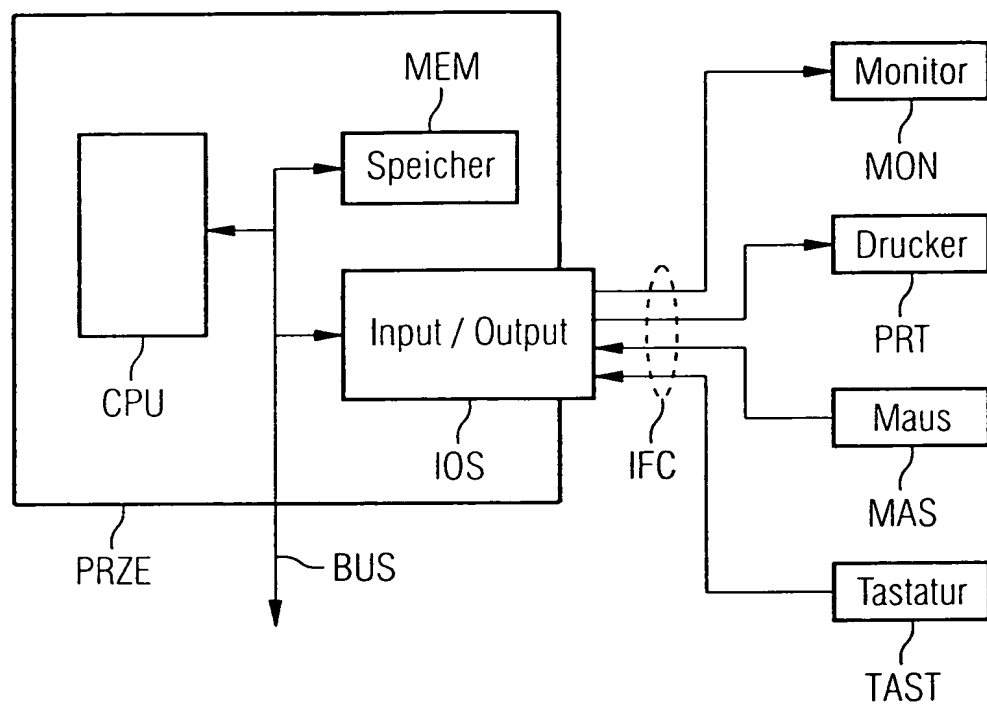 MEM
Speicher
CPU
Input / Output
IOS
PRZE
BUS
IFC
Monitor
MON
Drucker
PRT
Maus
MAS
Tastatur
TAST